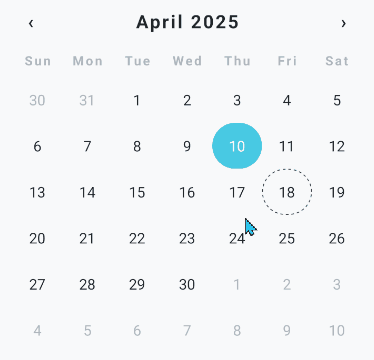 ‹ April 2025 ›
Sun Mon Tue Wed Thu Fri Sat
30 31 1 2 3 4 5
6 7 8 9 10 11 12
13 14 15 16 17 18 19
20 21 22 23 24 25 26
27 28 29 30 1 2 3
4 5 6 7 8 9 10